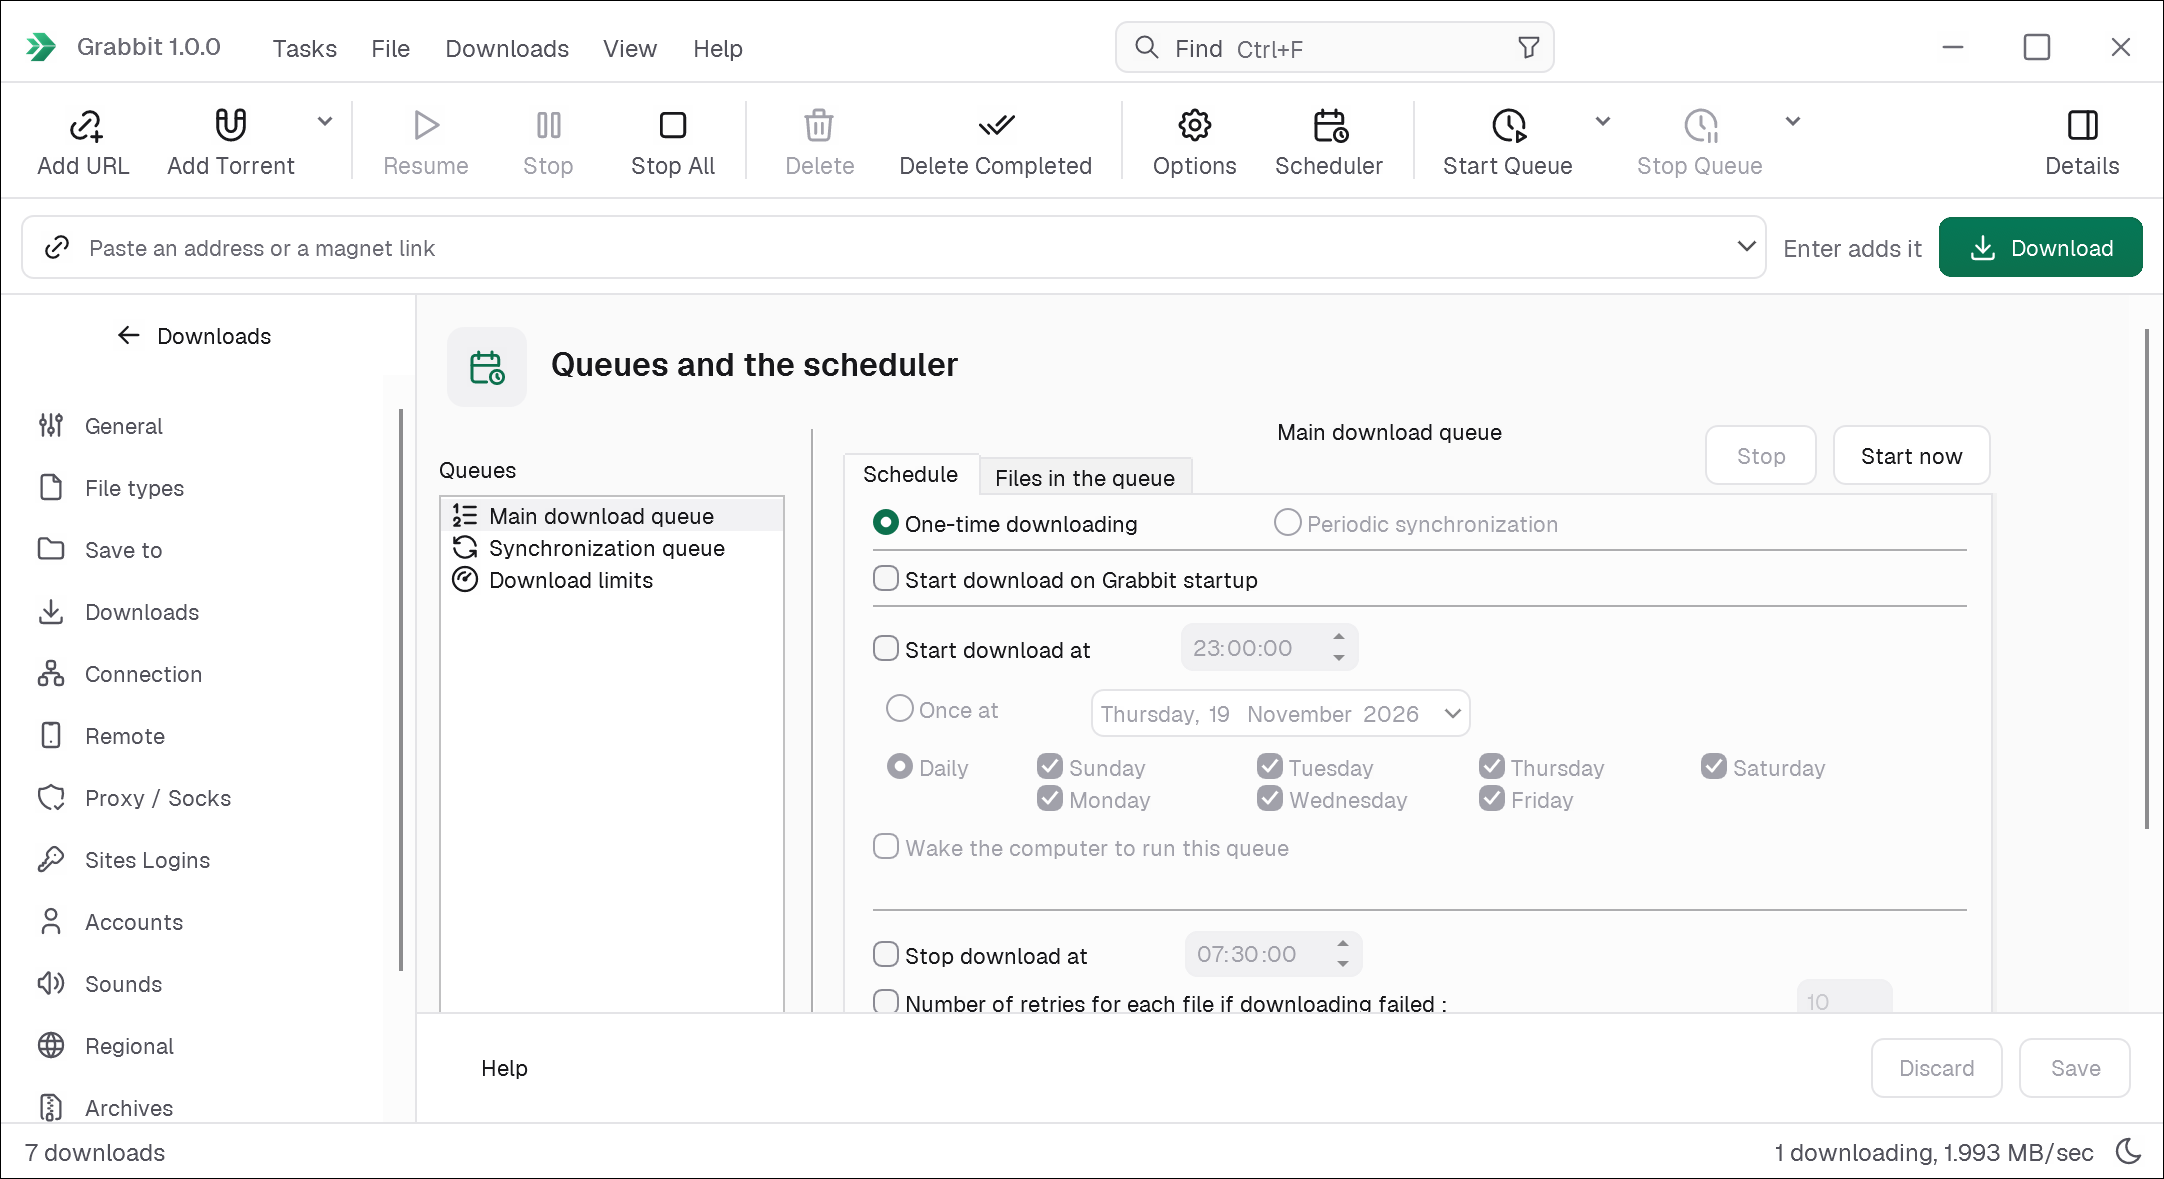 Grabbit 1.0.0 Tasks File Downloads View Help Find Ctrl+F
Add URL Add Torrent Resume Stop Stop All Delete Delete Completed Options Scheduler Start Queue Stop Queue Details
Paste an address or a magnet link Enter adds it Download
Downloads
General
File types
Save to
Downloads
Connection
Remote
Proxy / Socks
Sites Logins
Accounts
Sounds
Regional
Archives
Queues and the scheduler
Queues
Main download queue
Synchronization queue
Download limits
Main download queue
Stop Start now
Schedule Files in the queue
One-time downloading Periodic synchronization
Start download on Grabbit startup
Start download at 23:00:00
Once at Thursday, 19 November 2026
Daily Sunday Tuesday Thursday Saturday
Monday Wednesday Friday
Wake the computer to run this queue
Stop download at 07:30:00
Number of retries for each file if downloading failed : 10
Help Discard Save
7 downloads 1 downloading, 1.993 MB/sec